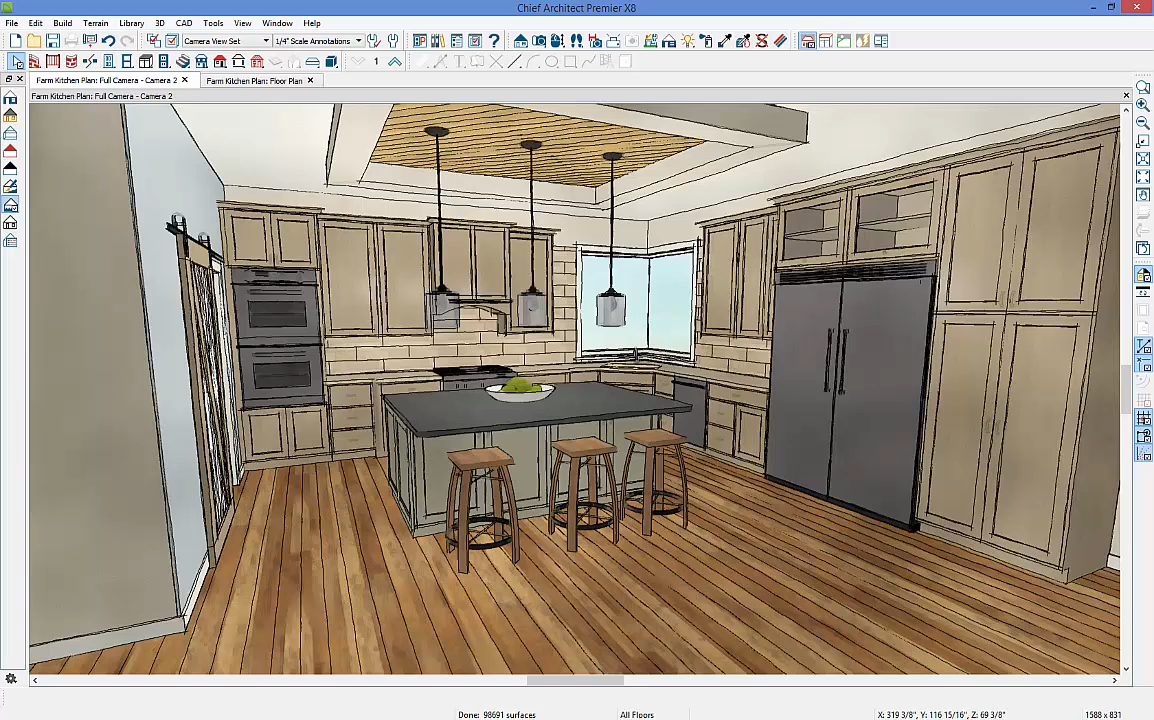 Chief Architect Premier X8
File Edit Build Terrain Library 3D CAD Tools View Window Help
Camera View Set 1/4" Scale Annotations
1
Farm Kitchen Plan: Full Camera - Camera 2 Farm Kitchen Plan: Floor Plan
Farm Kitchen Plan: Full Camera - Camera 2
Done: 98691 surfaces All Floors X: 319 3/8", Y: 116 15/16", Z: 69 3/8" 1588 x 831